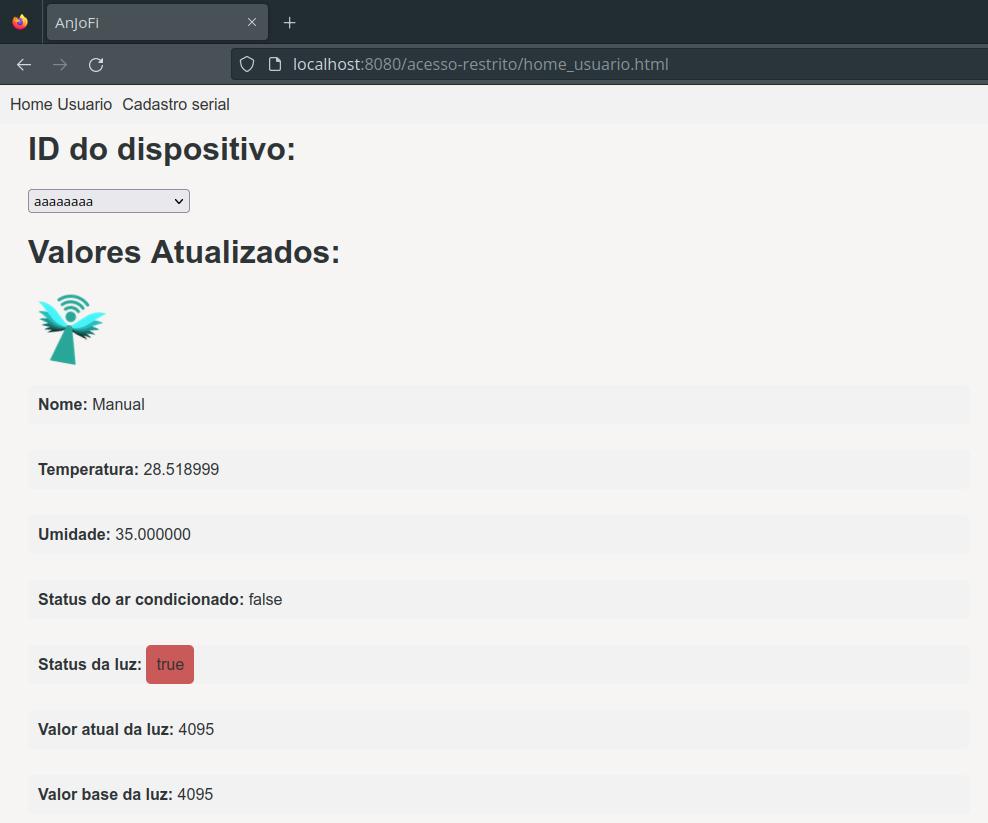 AnJoFi
localhost:8080/acesso-restrito/home_usuario.html
Home Usuario Cadastro serial
ID do dispositivo:
aaaaaaaa
Valores Atualizados:
Nome: Manual
Temperatura: 28.518999
Umidade: 35.000000
Status do ar condicionado: false
Status da luz: true
Valor atual da luz: 4095
Valor base da luz: 4095